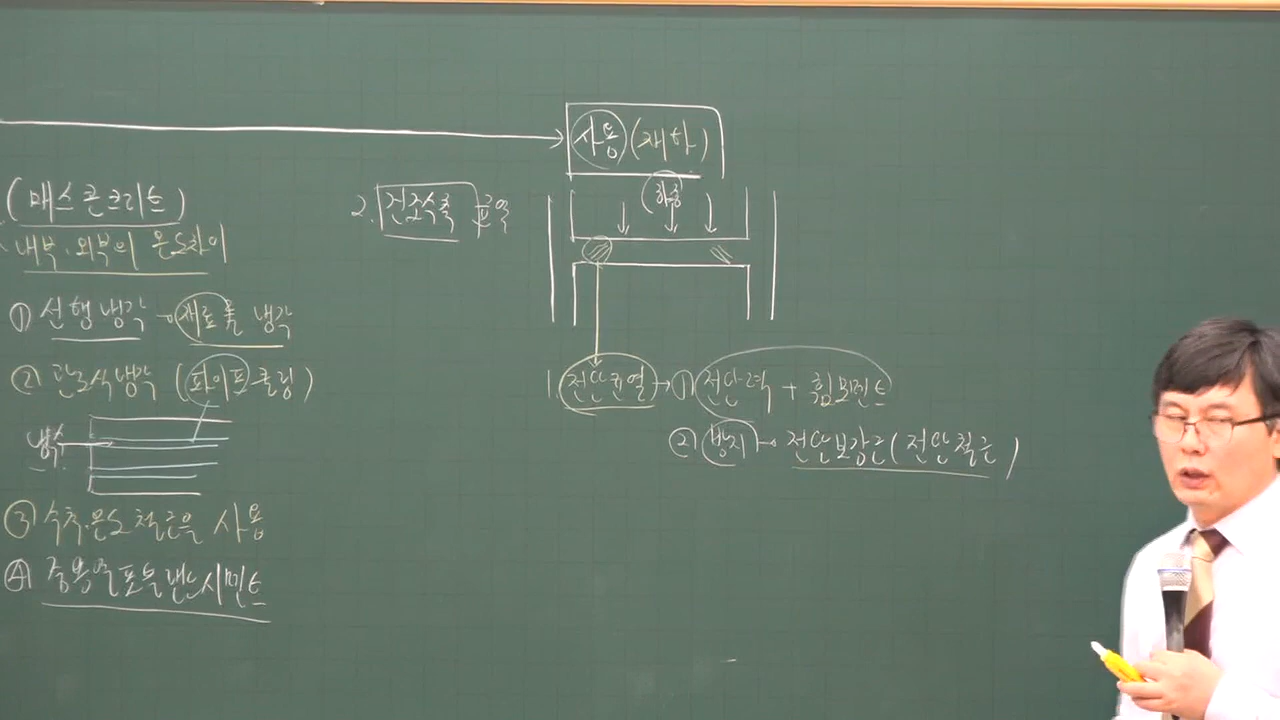 (매스콘크리트)
내부·외부의 온도차이
① 선행냉각 → 재료를 냉각
② 관로식냉각 (파이프쿨링)
냉수
③ 수축·온도철근을 사용
④ 중용열포틀랜드시멘트
2. 건조수축 균열
사용(재하)
하중
1. 전단균열 → ① 전단력 + 휨모멘트
② 방지 → 전단보강근(전단철근)